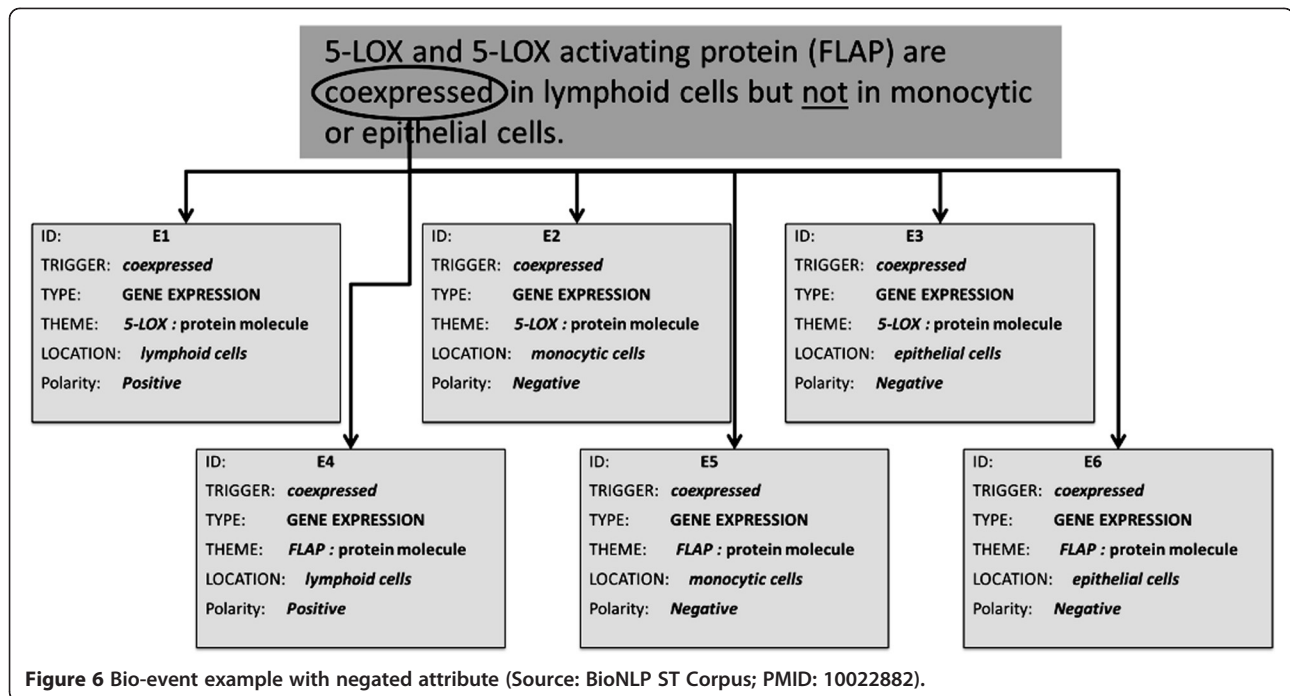 5-LOX and 5-LOX activating protein (FLAP) are
coexpressed in lymphoid cells but not in monocytic
or epithelial cells.
ID: E1
TRIGGER: coexpressed
TYPE: GENE EXPRESSION
THEME: 5-LOX : protein molecule
LOCATION: lymphoid cells
Polarity: Positive
ID: E2
TRIGGER: coexpressed
TYPE: GENE EXPRESSION
THEME: 5-LOX : protein molecule
LOCATION: monocytic cells
Polarity: Negative
ID: E3
TRIGGER: coexpressed
TYPE: GENE EXPRESSION
THEME: 5-LOX : protein molecule
LOCATION: epithelial cells
Polarity: Negative
ID: E4
TRIGGER: coexpressed
TYPE: GENE EXPRESSION
THEME: FLAP : protein molecule
LOCATION: lymphoid cells
Polarity: Positive
ID: E5
TRIGGER: coexpressed
TYPE: GENE EXPRESSION
THEME: FLAP : protein molecule
LOCATION: monocytic cells
Polarity: Negative
ID: E6
TRIGGER: coexpressed
TYPE: GENE EXPRESSION
THEME: FLAP : protein molecule
LOCATION: epithelial cells
Polarity: Negative
Figure 6 Bio-event example with negated attribute (Source: BioNLP ST Corpus; PMID: 10022882).